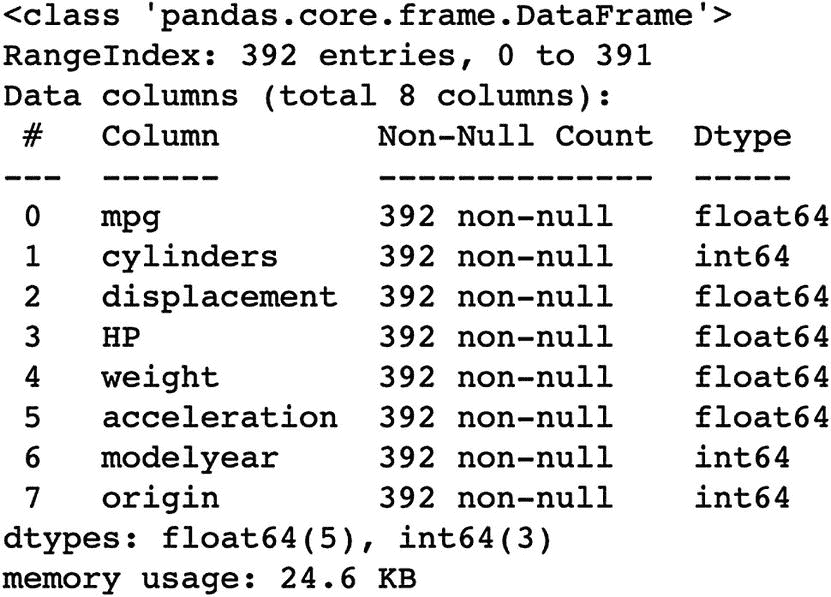 <class 'pandas.core.frame.DataFrame'>
RangeIndex: 392 entries, 0 to 391
Data columns (total 8 columns):
 #   Column        Non-Null Count  Dtype
---  ------        --------------  -----
 0   mpg           392 non-null    float64
 1   cylinders     392 non-null    int64
 2   displacement  392 non-null    float64
 3   HP            392 non-null    float64
 4   weight        392 non-null    float64
 5   acceleration  392 non-null    float64
 6   modelyear     392 non-null    int64
 7   origin        392 non-null    int64
dtypes: float64(5), int64(3)
memory usage: 24.6 KB